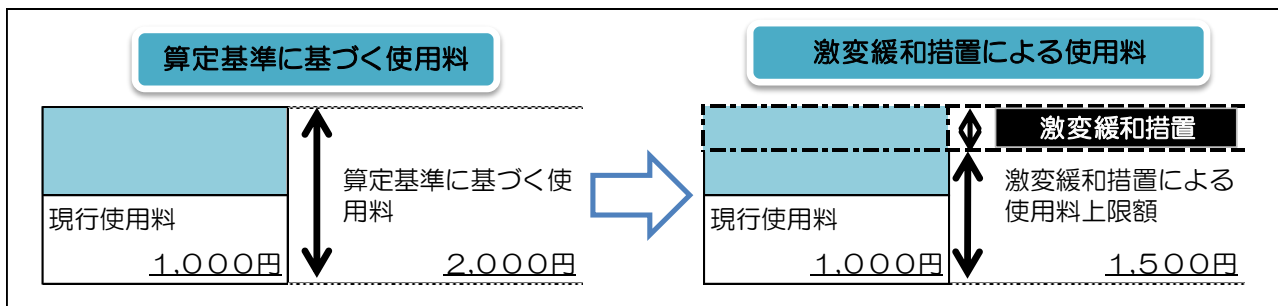 算定基準に基づく使用料
現行使用料
1,000円
算定基準に基づく使
用料
2,000円
激変緩和措置による使用料
激変緩和措置
現行使用料
1,000円
激変緩和措置による
使用料上限額
1,500円